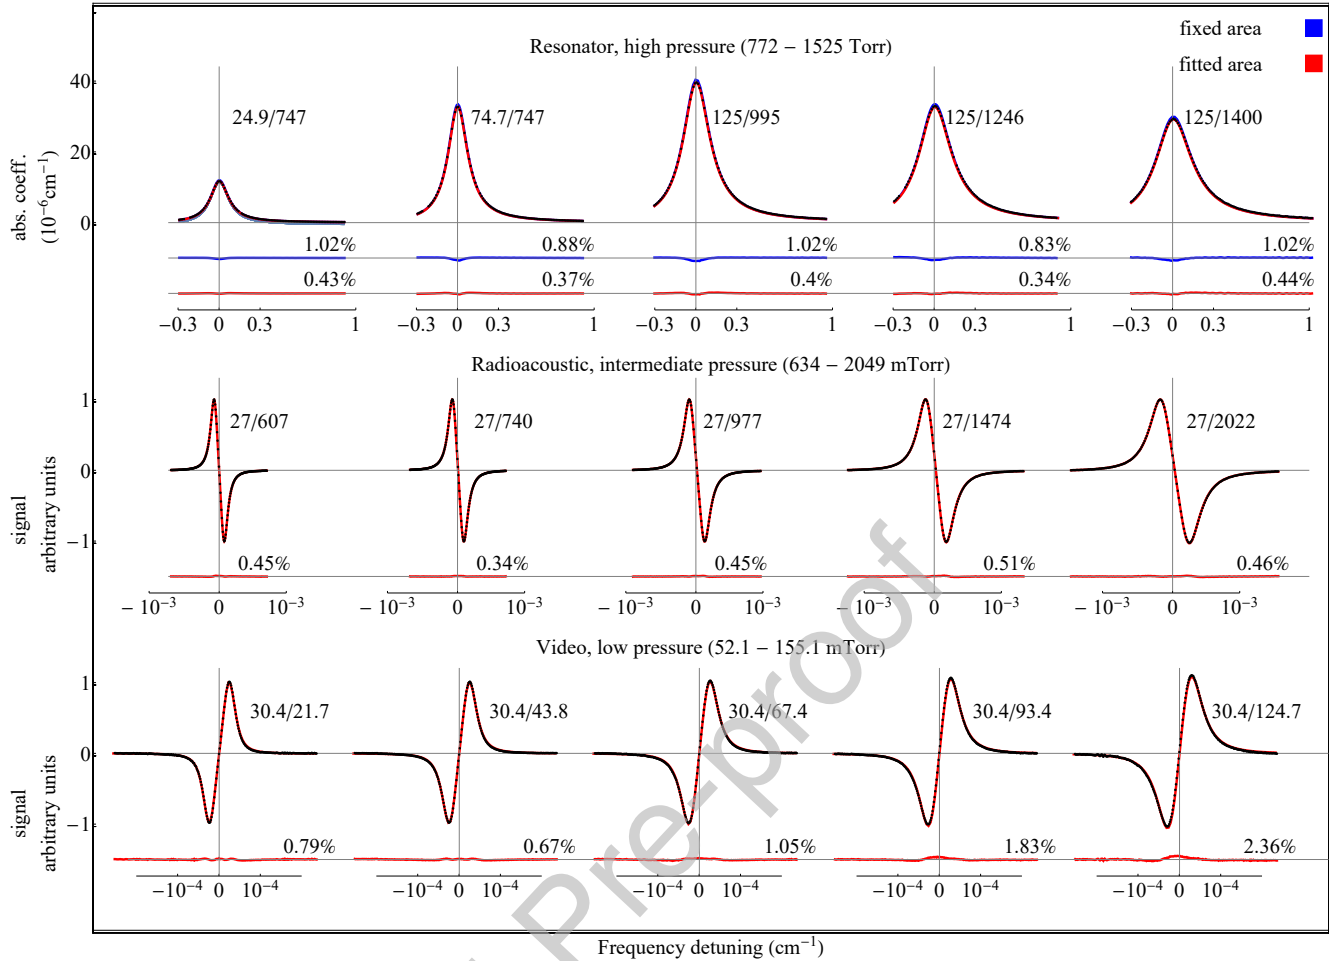 fixed area
fitted area
Resonator, high pressure (772 − 1525 Torr)
abs. coeff.
(10−6cm−1)
40
20
0
24.9/747
74.7/747
125/995
125/1246
125/1400
1.02%
0.88%
1.02%
0.83%
1.02%
0.43%
0.37%
0.4%
0.34%
0.44%
−0.3 0 0.3 1
−0.3 0 0.3 1
−0.3 0 0.3 1
−0.3 0 0.3 1
−0.3 0 0.3 1
Radioacoustic, intermediate pressure (634 − 2049 mTorr)
signal
arbitrary units
1
0
−1
27/607
27/740
27/977
27/1474
27/2022
0.45%
0.34%
0.45%
0.51%
0.46%
− 10−3 0 10−3
− 10−3 0 10−3
− 10−3 0 10−3
− 10−3 0 10−3
− 10−3 0 10−3
Video, low pressure (52.1 − 155.1 mTorr)
signal
arbitrary units
1
0
−1
30.4/21.7
30.4/43.8
30.4/67.4
30.4/93.4
30.4/124.7
0.79%
0.67%
1.05%
1.83%
2.36%
−10−4 0 10−4
−10−4 0 10−4
−10−4 0 10−4
−10−4 0 10−4
−10−4 0 10−4
Frequency detuning (cm−1)
Pre-proof